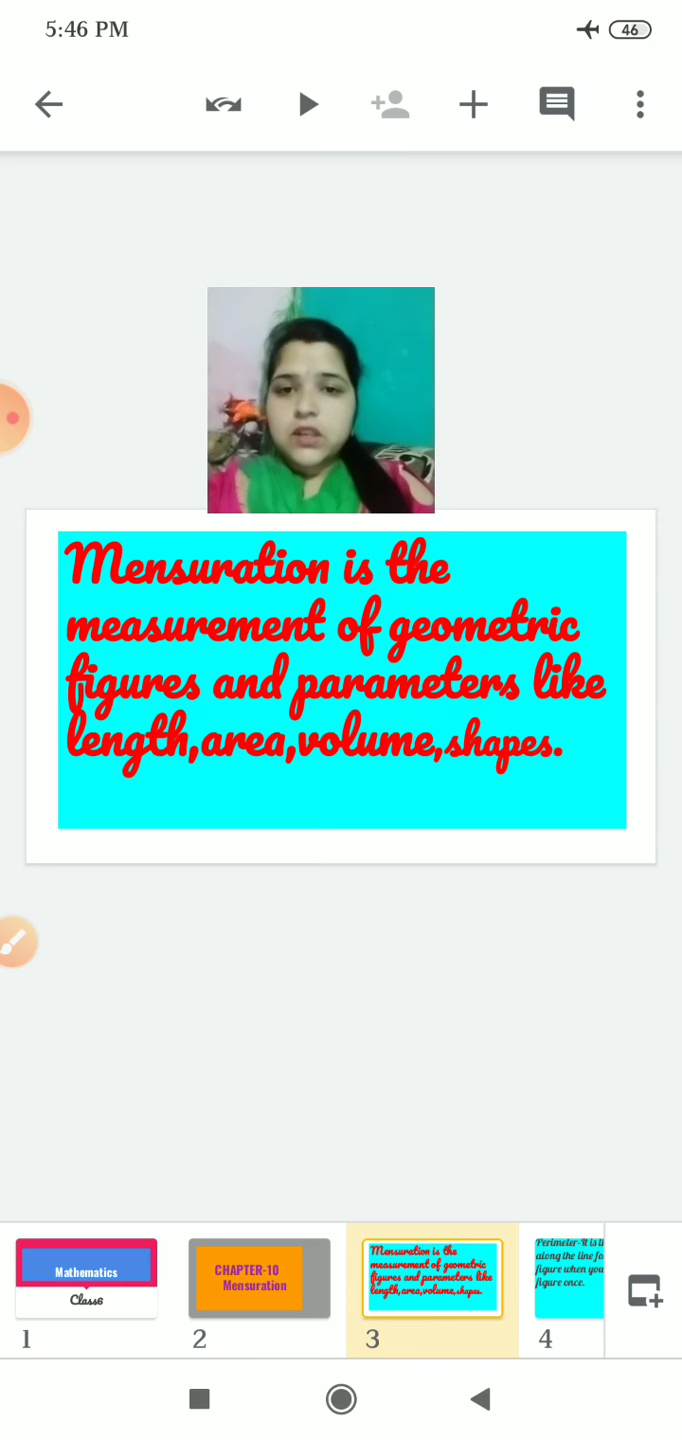 5:46 PM
46
Mensuration is the
measurement of geometric
figures and parameters like
length,area,volume,shapes.
Mathematics
Class6
1
CHAPTER-10
Mensuration
2
Mensuration is the
measurement of geometric
figures and parameters like
length,area,volume,shapes.
3
Perimeter-It is
along the line
figure when you
figure once.
4